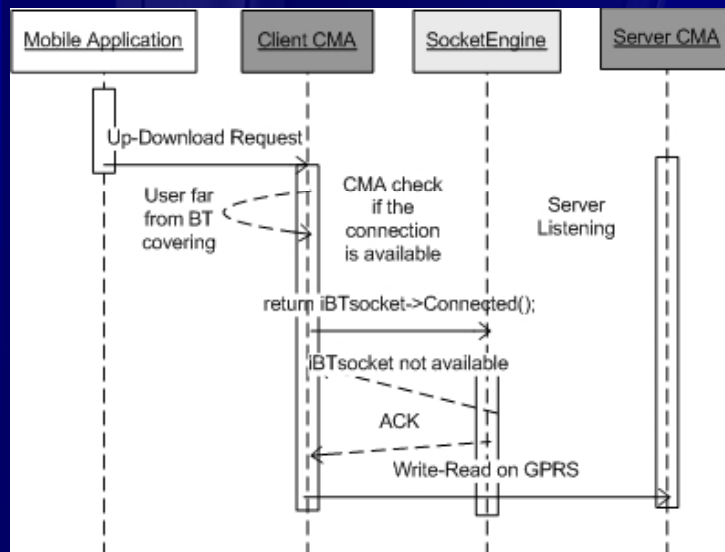 Mobile Application
Client CMA
SocketEngine
Server CMA
Up-Download Request
User far
from BT
covering
CMA check
if the
connection
is available
Server
Listening
return iBTsocket->Connected();
iBTsocket not available
ACK
Write-Read on GPRS